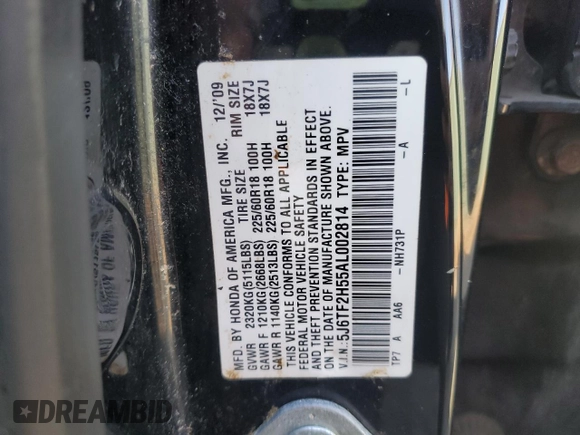 MFD. BY HONDA OF AMERICA MFG., INC. 12/'09
TIRE SIZE RIM SIZE
GVWR 2320KG(5115LBS)
GAWR F 1210KG(2668LBS) 225/60R18 100H 18X7J
GAWR R 1140KG(2513LBS) 225/60R18 100H 18X7J
THIS VEHICLE CONFORMS TO ALL APPLICABLE
FEDERAL MOTOR VEHICLE SAFETY
AND THEFT PREVENTION STANDARDS IN EFFECT
ON THE DATE OF MANUFACTURE SHOWN ABOVE.
V.I.N.:5J6TF2H55AL002814 TYPE: MPV
-NH731P -A -L
TP7 A AA6
DREAMBID